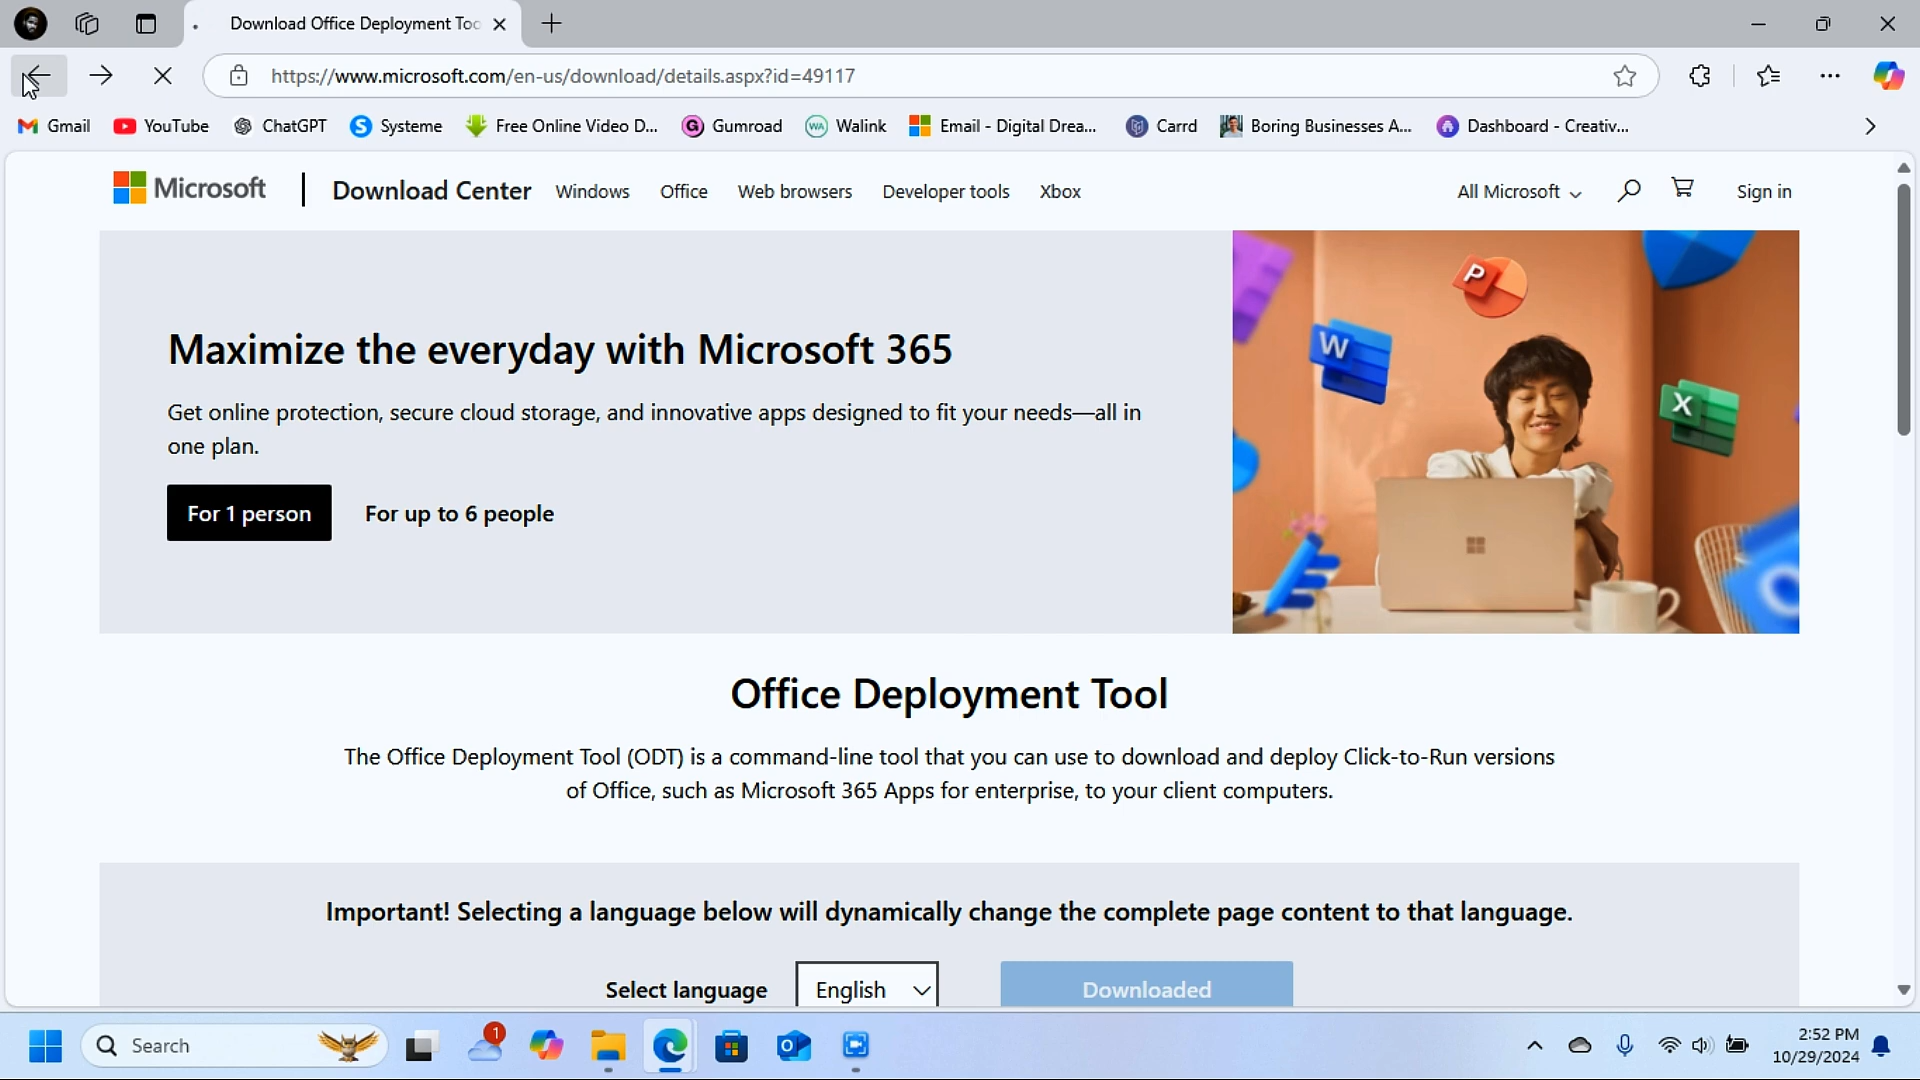 Download Office Deployment Too
https://www.microsoft.com/en-us/download/details.aspx?id=49117
Gmail YouTube ChatGPT Systeme Free Online Video D... Gumroad WA Walink Email - Digital Drea... Carrd Boring Businesses A... Dashboard - Creativ...
Microsoft Download Center Windows Office Web browsers Developer tools Xbox All Microsoft Sign in
Maximize the everyday with Microsoft 365
Get online protection, secure cloud storage, and innovative apps designed to fit your needs—all in
one plan.
For 1 person For up to 6 people
P
W
X
Office Deployment Tool
The Office Deployment Tool (ODT) is a command-line tool that you can use to download and deploy Click-to-Run versions
of Office, such as Microsoft 365 Apps for enterprise, to your client computers.
Important! Selecting a language below will dynamically change the complete page content to that language.
Select language English Downloaded
Search 1 2:52 PM
10/29/2024